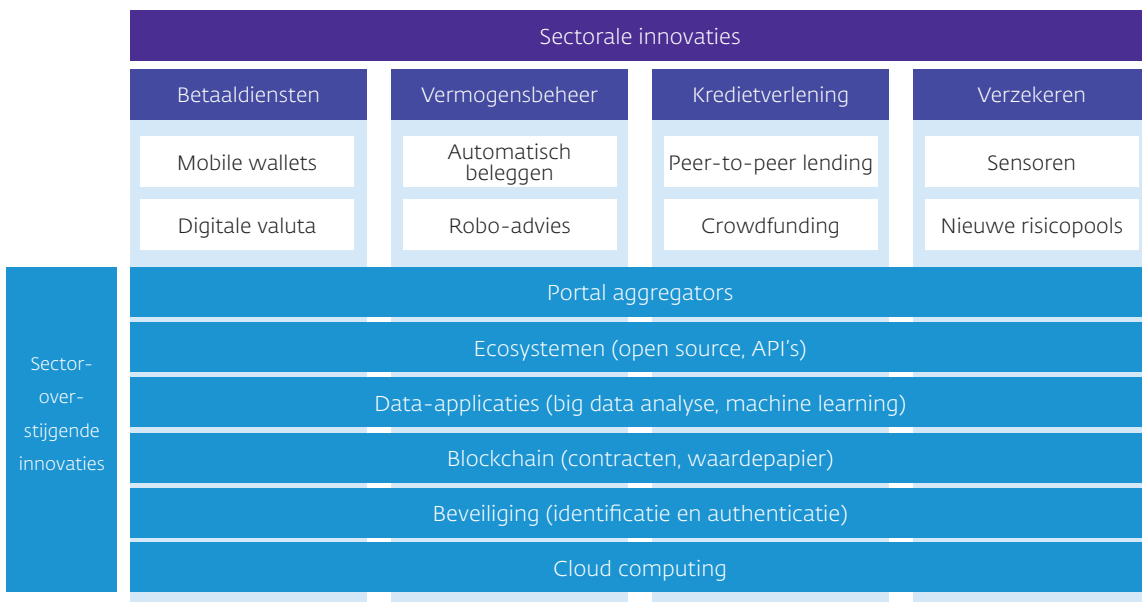 Sectorale innovaties
Betaaldiensten
Vermogensbeheer
Kredietverlening
Verzekeren
Mobile wallets
Automatisch
beleggen
Peer-to-peer lending
Sensoren
Digitale valuta
Robo-advies
Crowdfunding
Nieuwe risicopools
Sector-
over-
stijgende
innovaties
Portal aggregators
Ecosystemen (open source, API's)
Data-applicaties (big data analyse, machine learning)
Blockchain (contracten, waardepapier)
Beveiliging (identificatie en authenticatie)
Cloud computing